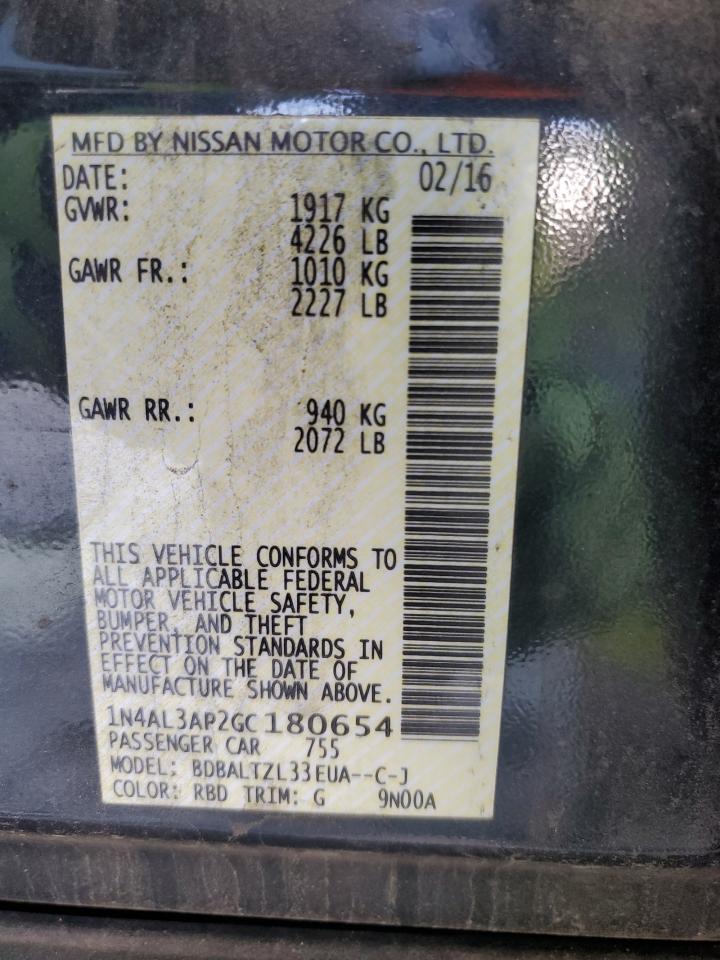 MFD BY NISSAN MOTOR CO., LTD.
DATE: 02/16
GVWR: 1917 KG
4226 LB
GAWR FR.: 1010 KG
2227 LB
GAWR RR.: 940 KG
2072 LB
THIS VEHICLE CONFORMS TO
ALL APPLICABLE FEDERAL
MOTOR VEHICLE SAFETY,
BUMPER, AND THEFT
PREVENTION STANDARDS IN
EFFECT ON THE DATE OF
MANUFACTURE SHOWN ABOVE.
1N4AL3AP2GC180654
PASSENGER CAR 755
MODEL: BDBALTZL33EUA--C-J
COLOR: RBD TRIM: G 9N00A